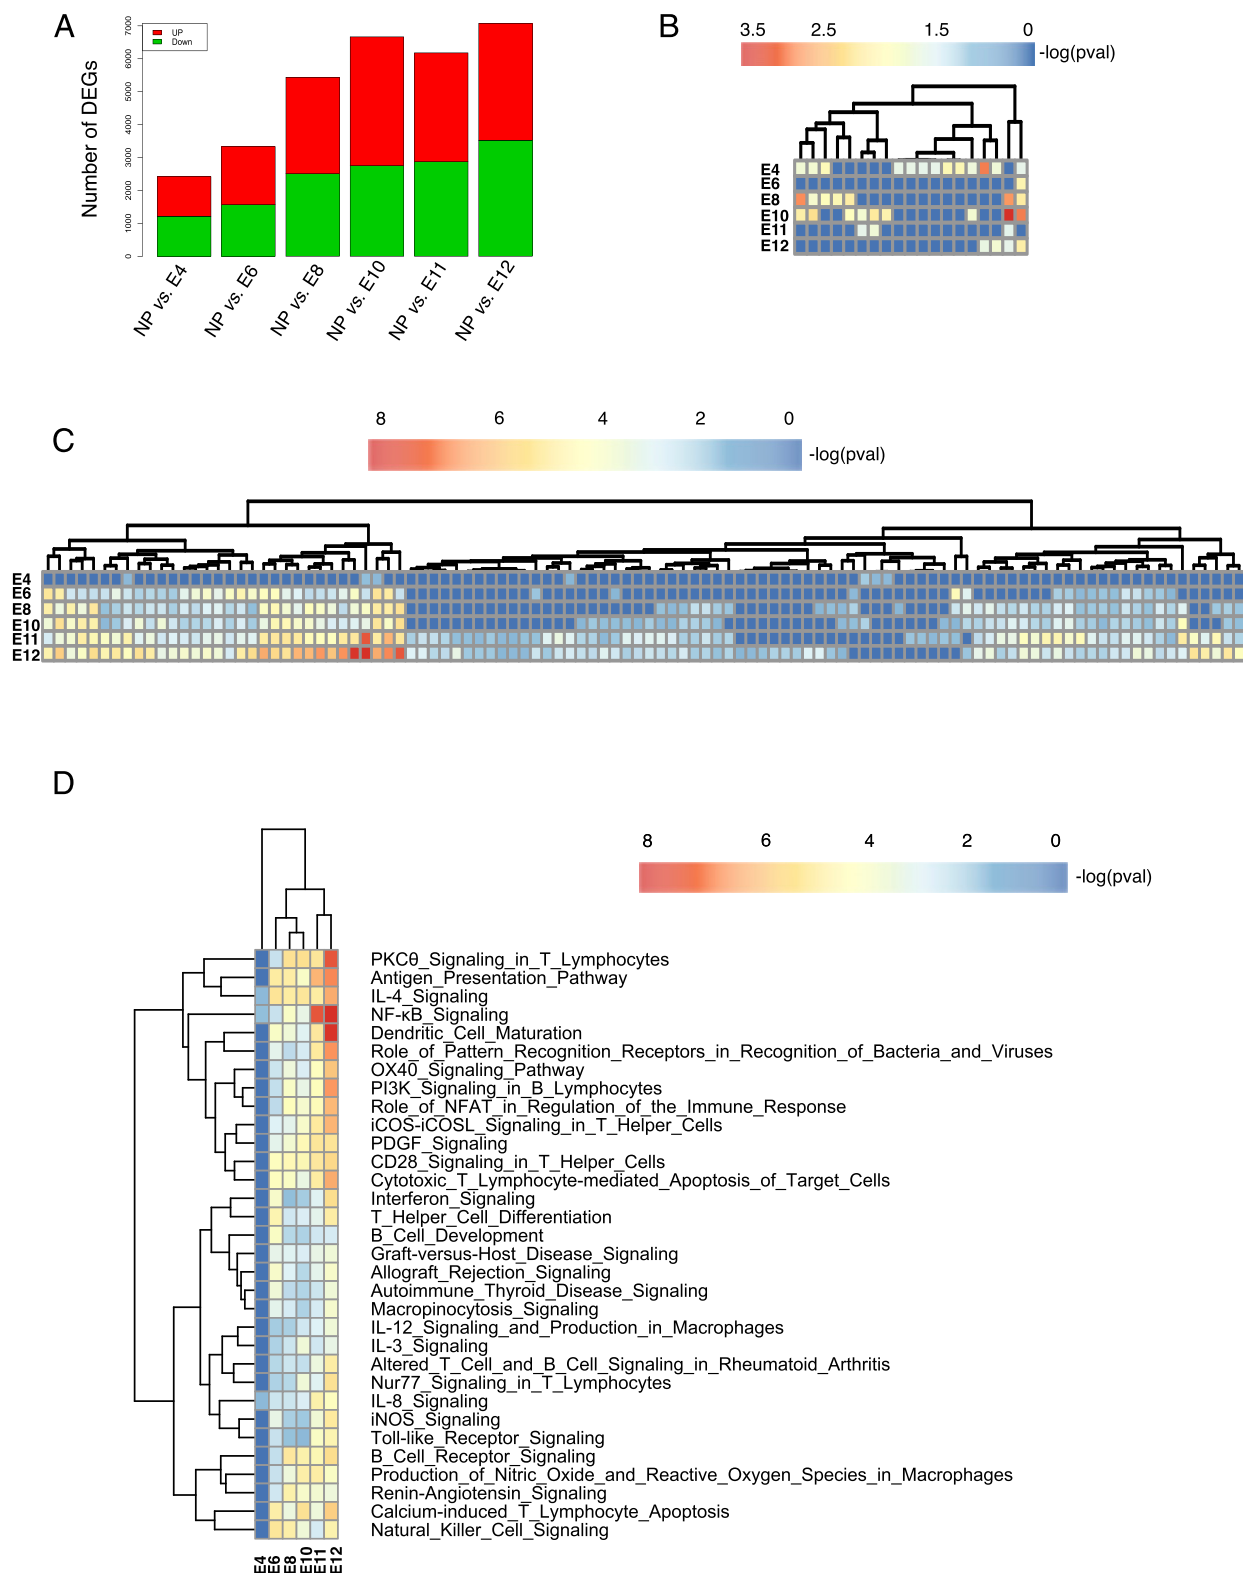 A
UP
Down
Number of DEGs
0
1000
2000
3000
4000
5000
6000
7000
NP vs. E4
NP vs. E6
NP vs. E8
NP vs. E10
NP vs. E11
NP vs. E12
B
3.5 2.5 1.5 0
-log(pval)
E4
E6
E8
E10
E11
E12
C
8 6 4 2 0
-log(pval)
E4
E6
E8
E10
E11
E12
D
8 6 4 2 0
-log(pval)
PKCθ_Signaling_in_T_Lymphocytes
Antigen_Presentation_Pathway
IL-4_Signaling
NF-κB_Signaling
Dendritic_Cell_Maturation
Role_of_Pattern_Recognition_Receptors_in_Recognition_of_Bacteria_and_Viruses
OX40_Signaling_Pathway
PI3K_Signaling_in_B_Lymphocytes
Role_of_NFAT_in_Regulation_of_the_Immune_Response
iCOS-iCOSL_Signaling_in_T_Helper_Cells
PDGF_Signaling
CD28_Signaling_in_T_Helper_Cells
Cytotoxic_T_Lymphocyte-mediated_Apoptosis_of_Target_Cells
Interferon_Signaling
T_Helper_Cell_Differentiation
B_Cell_Development
Graft-versus-Host_Disease_Signaling
Allograft_Rejection_Signaling
Autoimmune_Thyroid_Disease_Signaling
Macropinocytosis_Signaling
IL-12_Signaling_and_Production_in_Macrophages
IL-3_Signaling
Altered_T_Cell_and_B_Cell_Signaling_in_Rheumatoid_Arthritis
Nur77_Signaling_in_T_Lymphocytes
IL-8_Signaling
iNOS_Signaling
Toll-like_Receptor_Signaling
B_Cell_Receptor_Signaling
Production_of_Nitric_Oxide_and_Reactive_Oxygen_Species_in_Macrophages
Renin-Angiotensin_Signaling
Calcium-induced_T_Lymphocyte_Apoptosis
Natural_Killer_Cell_Signaling
E4
E6
E8
E10
E11
E12